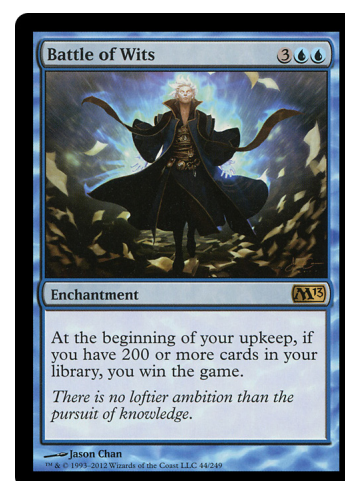 Battle of Wits 3
Enchantment M13
At the beginning of your upkeep, if
you have 200 or more cards in your
library, you win the game.
There is no loftier ambition than the
pursuit of knowledge.
Jason Chan
™ & © 1993–2012 Wizards of the Coast LLC 44/249